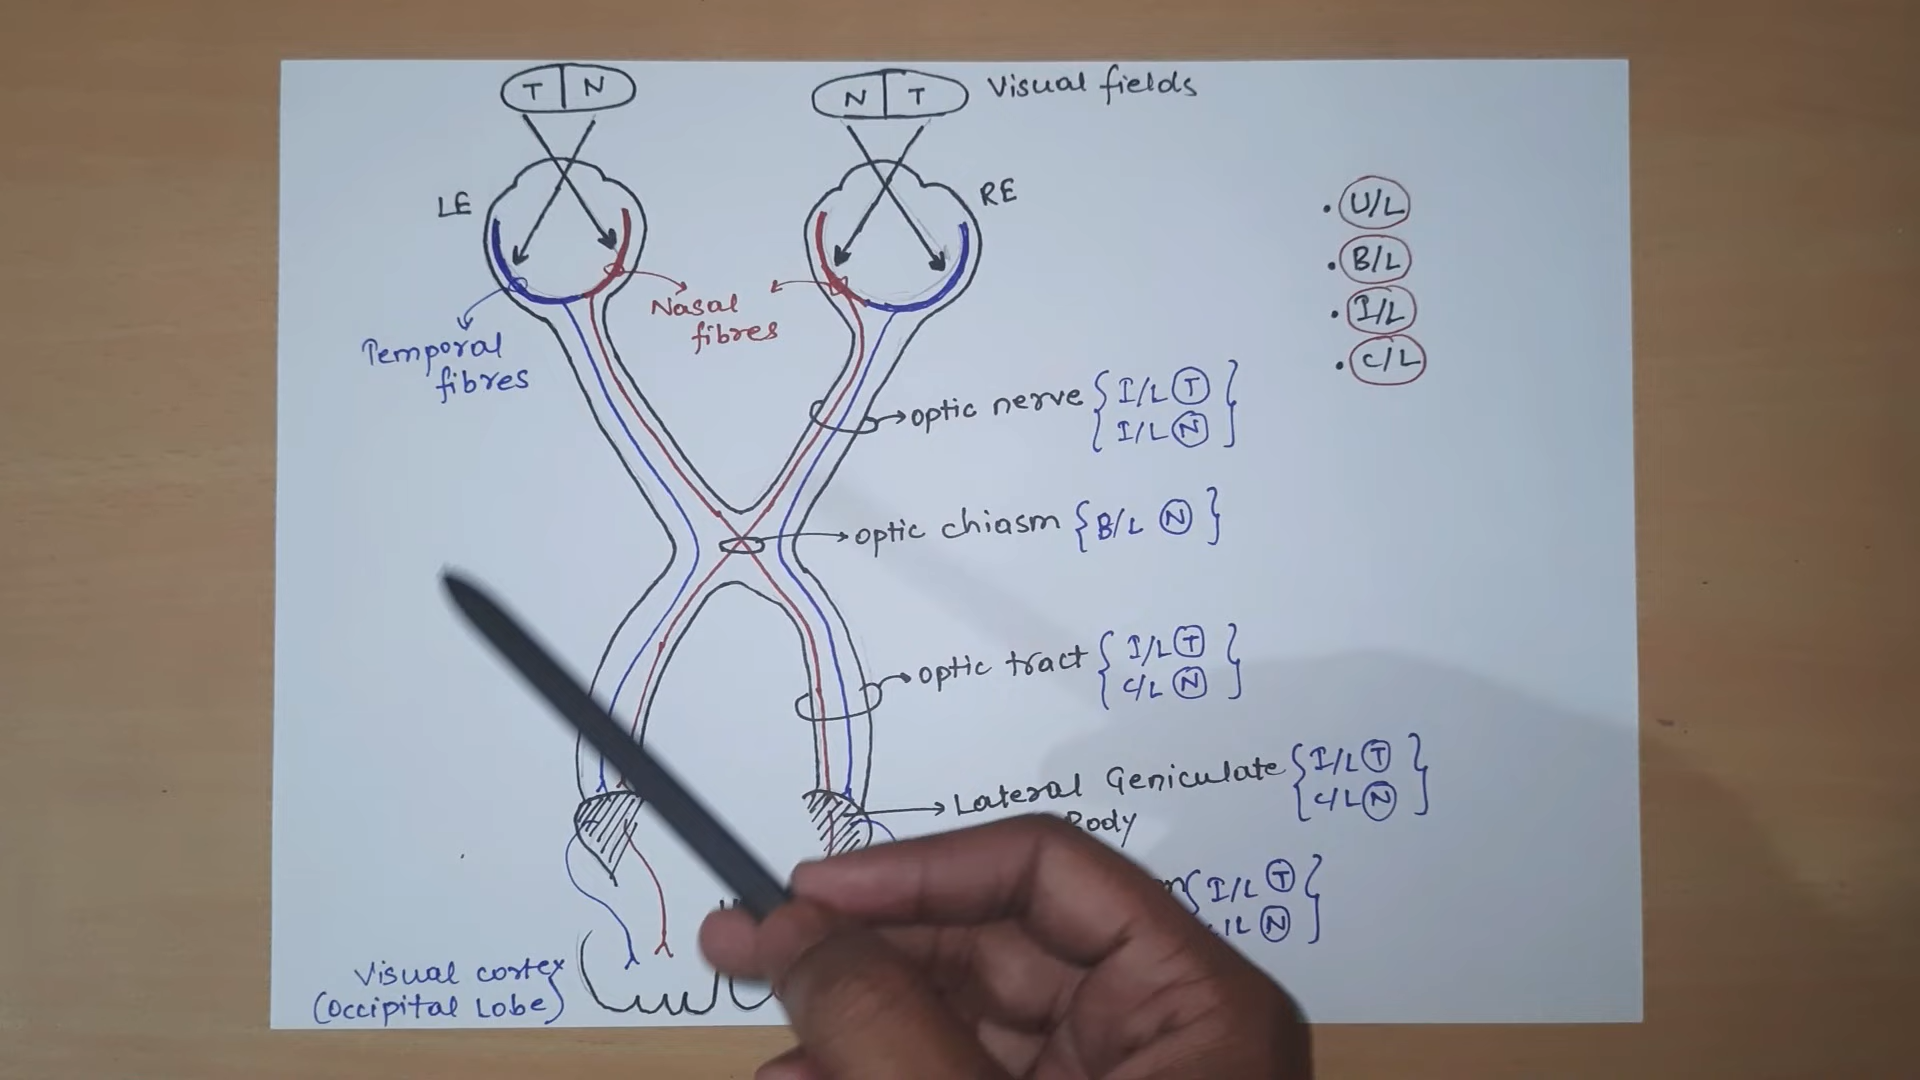 T N
N T
Visual fields
LE
RE
• U/L
• B/L
• I/L
• C/L
Nasal
fibres
Temporal
fibres
optic nerve { I/L T }
{ I/L N }
optic chiasm { B/L N }
optic tract { I/L T }
{ C/L N }
Lateral Geniculate { I/L T }
[ C/L N }
Body
{ I/L T }
N }
Visual cortex
(Occipital Lobe)